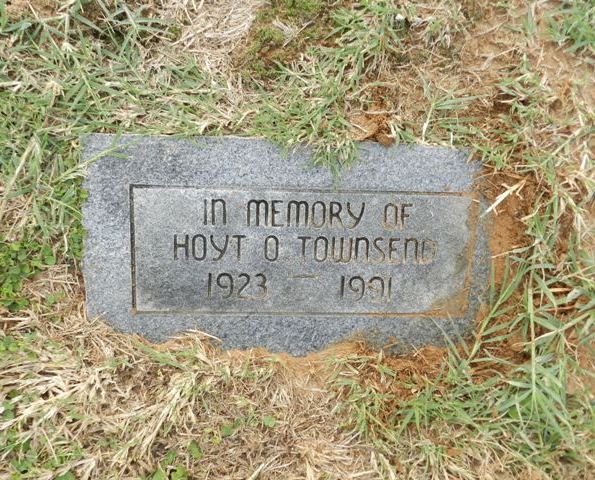 IN MEMORY OF
HOYT O TOWNSEND
1923 — 1991